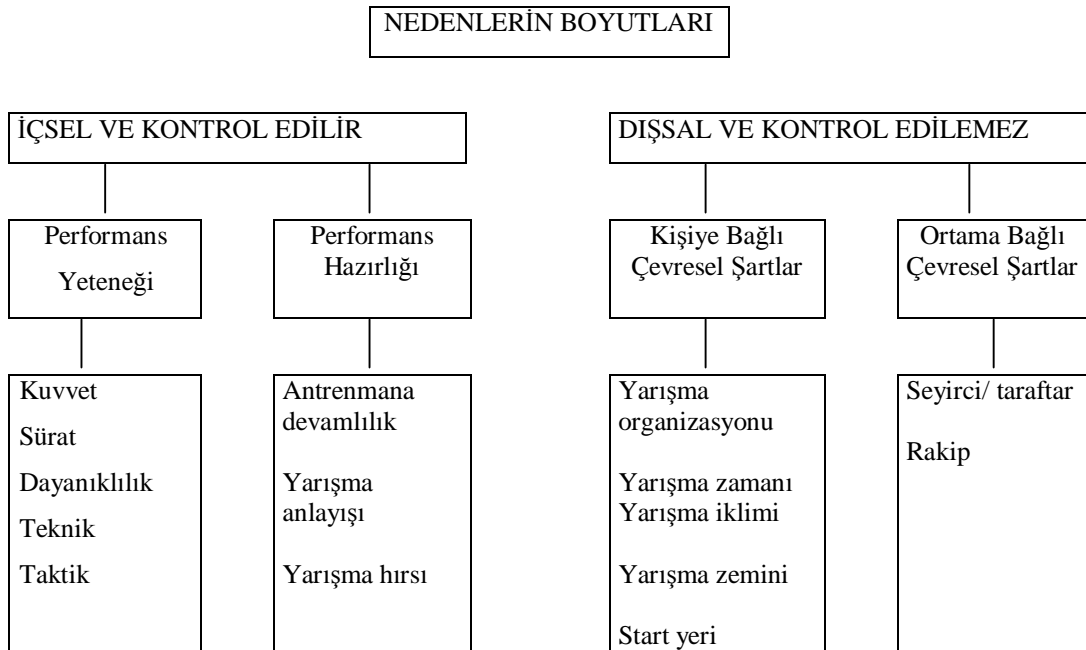 NEDENLERİN BOYUTLARI
İÇSEL VE KONTROL EDİLİR
DIŞSAL VE KONTROL EDİLEMEZ
Performans
Yeteneği
Performans
Hazırlığı
Kişiye Bağlı
Çevresel Şartlar
Ortama Bağlı
Çevresel Şartlar
Kuvvet
Sürat
Dayanıklılık
Teknik
Taktik
Antrenmana
devamlılık
Yarışma
anlayışı
Yarışma hırsı
Yarışma
organizasyonu
Yarışma zamanı
Yarışma iklimi
Yarışma zemini
Start yeri
Seyirci/ taraftar
Rakip